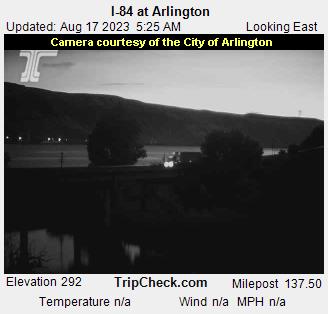 I-84 at Arlington
Updated: Aug 17 2023 5:25 AM Looking East
Camera courtesy of the City of Arlington
Elevation 292 TripCheck.com Milepost 137.50
Temperature n/a Wind n/a MPH n/a